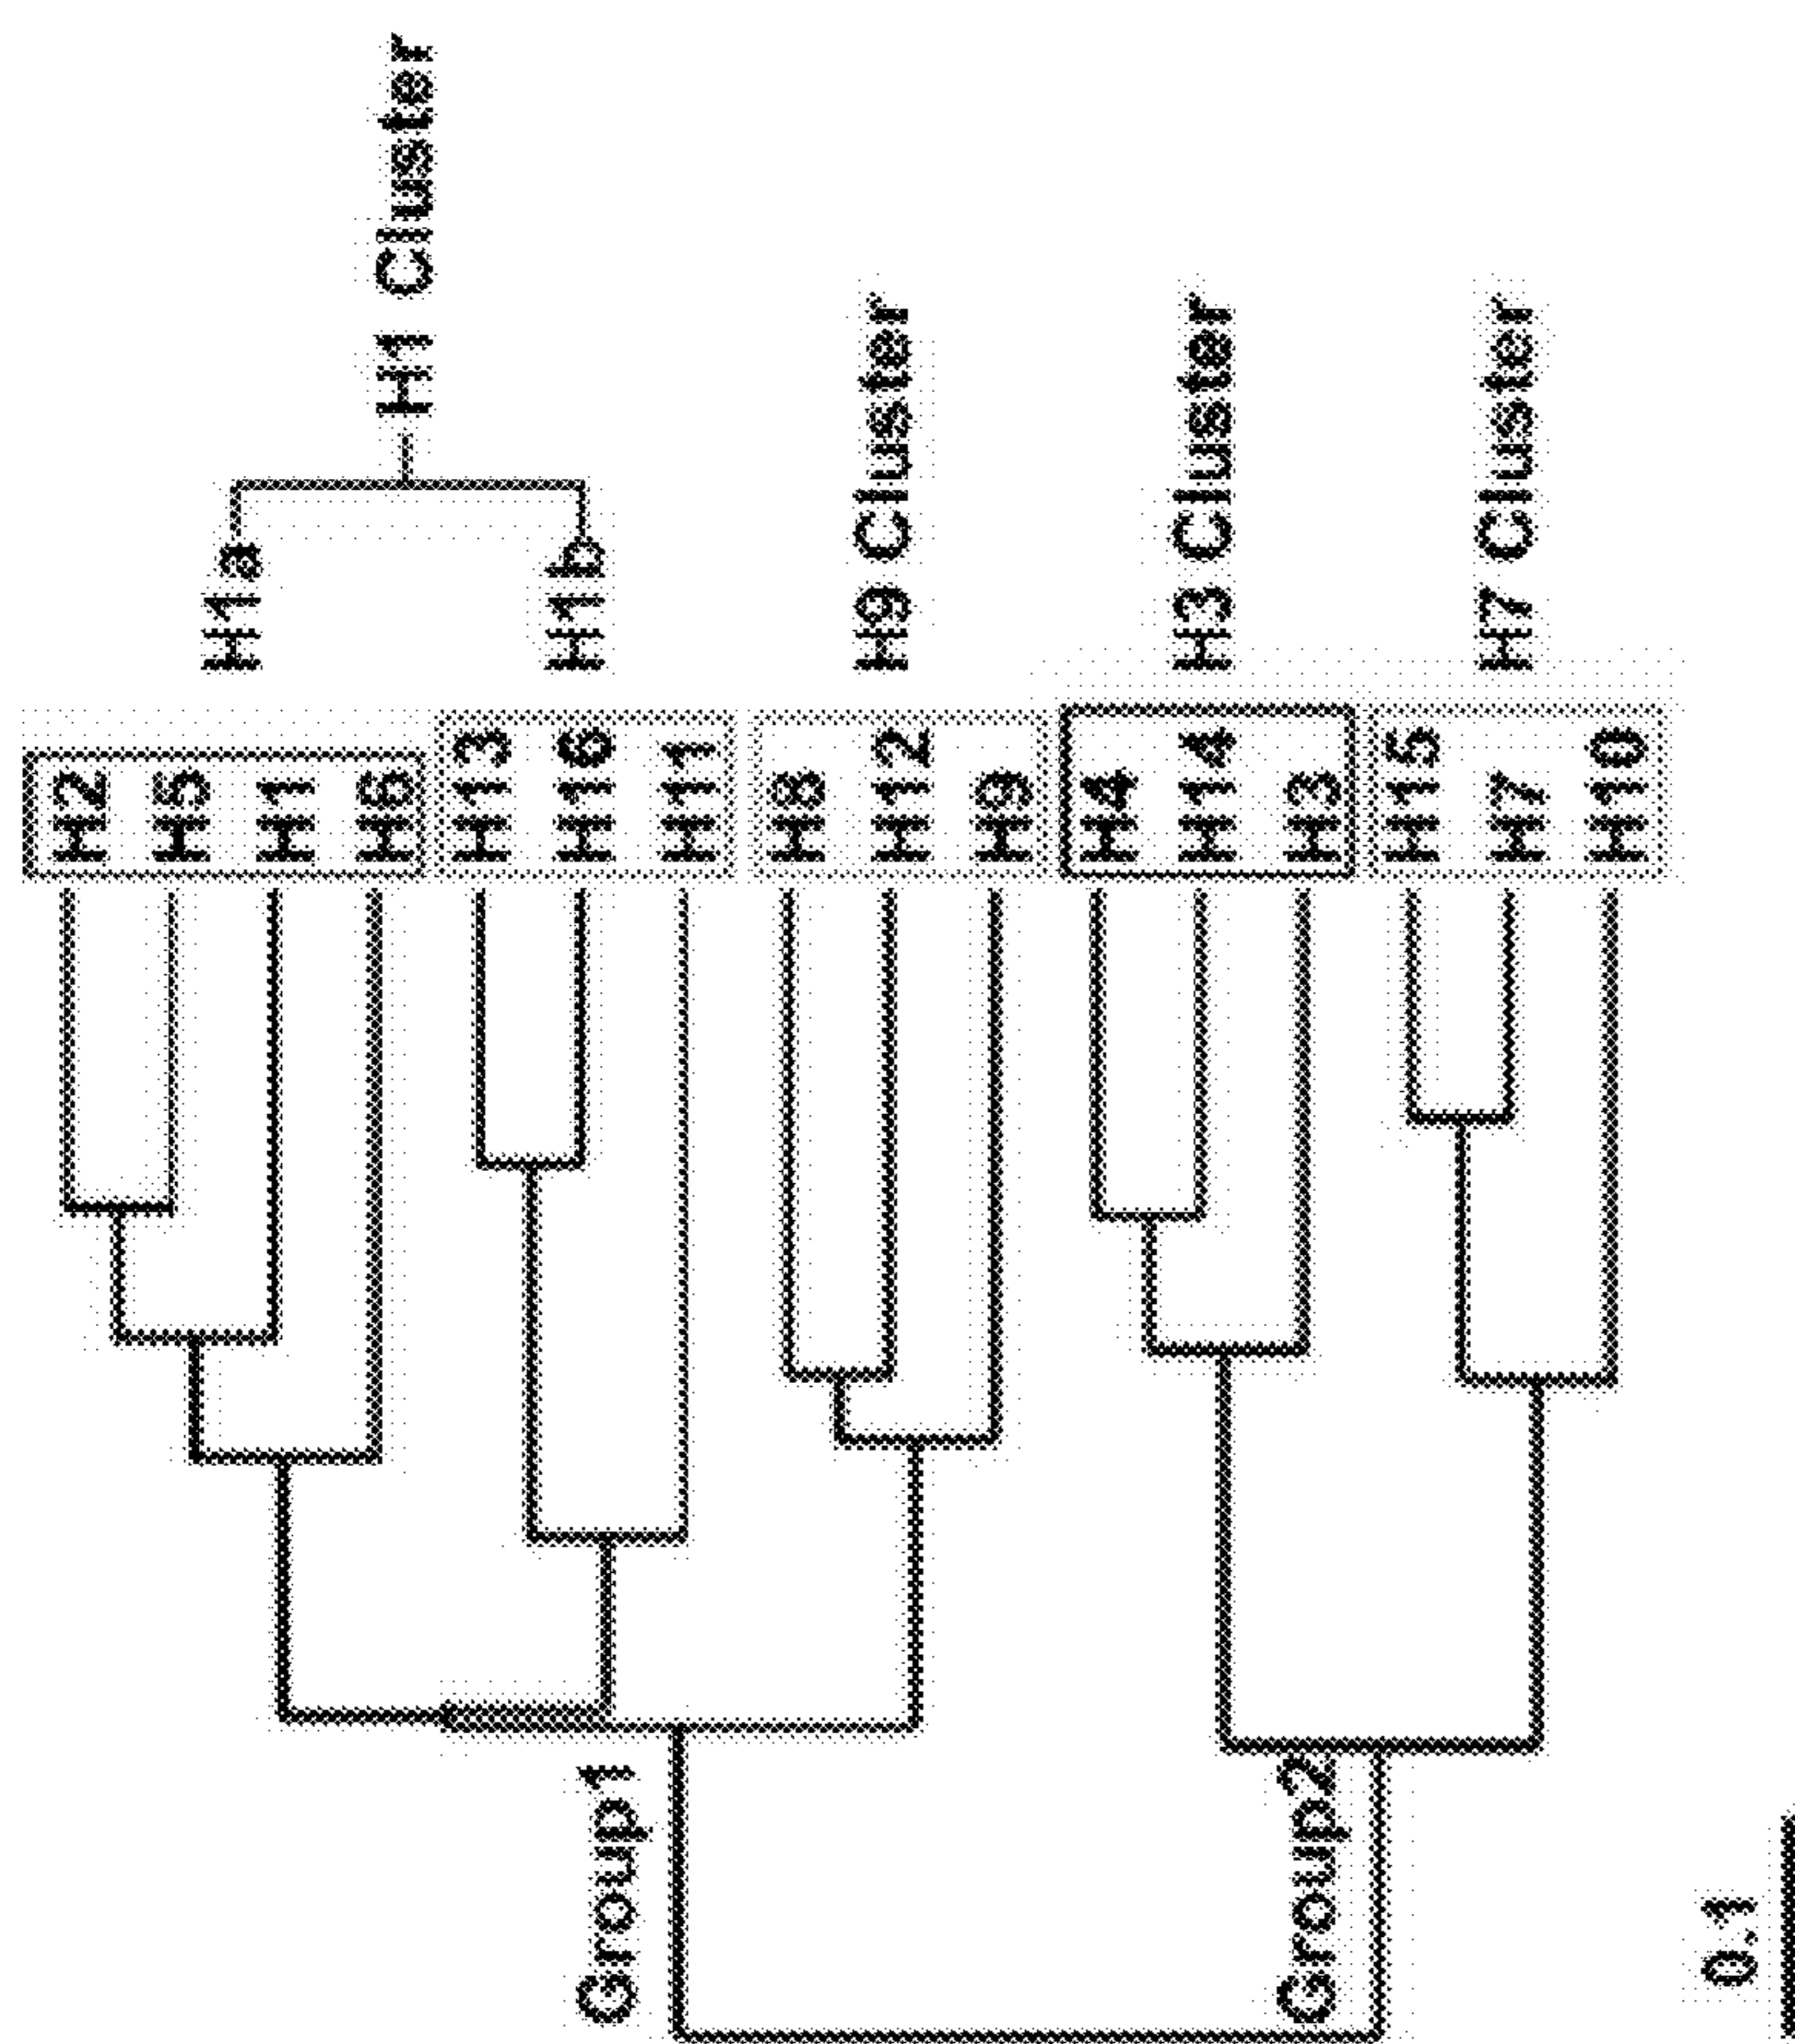 H2
H5
H1
H6
H1a
H1 Cluster
H13
H16
H11
H1b
H8
H12
H9
H9 Cluster
H4
H14
H3
H3 Cluster
H15
H7
H10
H7 Cluster
Group1
Group2
0.1